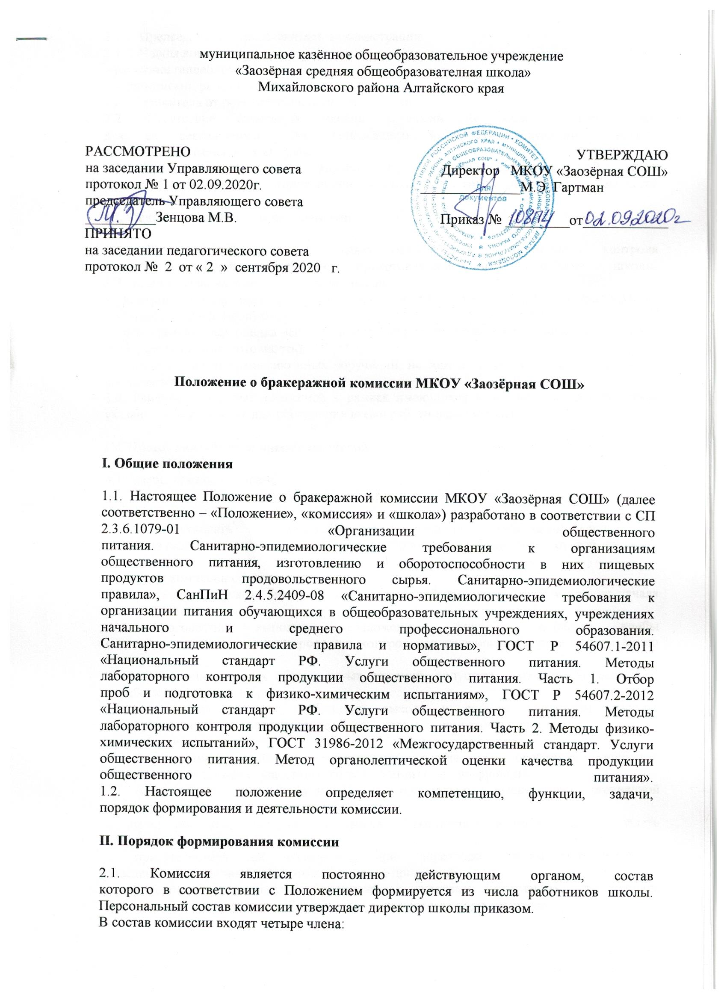 муниципальное казённое общеобразовательное учреждение
«Заозёрная средняя общеобразователная школа»
Михайловского района Алтайского края
РАССМОТРЕНО
на заседании Управляющего совета
протокол № 1 от 02.09.2020г.
председатель Управляющего совета
__________Зенцова М.В.
ПРИНЯТО
на заседании педагогического совета
протокол № 2 от « 2 » сентября 2020 г.
УТВЕРЖДАЮ
Директор МКОУ «Заозёрная СОШ»
______________М.Э. Гартман
Приказ № 108/14 от 02.09.2020г
Для
документов
Положение о бракеражной комиссии МКОУ «Заозёрная СОШ»
I. Общие положения
1.1. Настоящее Положение о бракеражной комиссии МКОУ «Заозёрная СОШ» (далее
соответственно – «Положение», «комиссия» и «школа») разработано в соответствии с СП
2.3.6.1079-01 «Организации общественного
питания. Санитарно-эпидемиологические требования к организациям
общественного питания, изготовлению и оборотоспособности в них пищевых
продуктов продовольственного сырья. Санитарно-эпидемиологические
правила», СанПиН 2.4.5.2409-08 «Санитарно-эпидемиологические требования к
организации питания обучающихся в общеобразовательных учреждениях, учреждениях
начального и среднего профессионального образования.
Санитарно-эпидемиологические правила и нормативы», ГОСТ Р 54607.1-2011
«Национальный стандарт РФ. Услуги общественного питания. Методы
лабораторного контроля продукции общественного питания. Часть 1. Отбор
проб и подготовка к физико-химическим испытаниям», ГОСТ Р 54607.2-2012
«Национальный стандарт РФ. Услуги общественного питания. Методы
лабораторного контроля продукции общественного питания. Часть 2. Методы физико-
химических испытаний», ГОСТ 31986-2012 «Межгосударственный стандарт. Услуги
общественного питания. Метод органолептической оценки качества продукции
общественного питания».
1.2. Настоящее положение определяет компетенцию, функции, задачи,
порядок формирования и деятельности комиссии.
II. Порядок формирования комиссии
2.1. Комиссия является постоянно действующим органом, состав
которого в соответствии с Положением формируется из числа работников школы.
Персональный состав комиссии утверждает директор школы приказом.
В состав комиссии входят четыре члена: